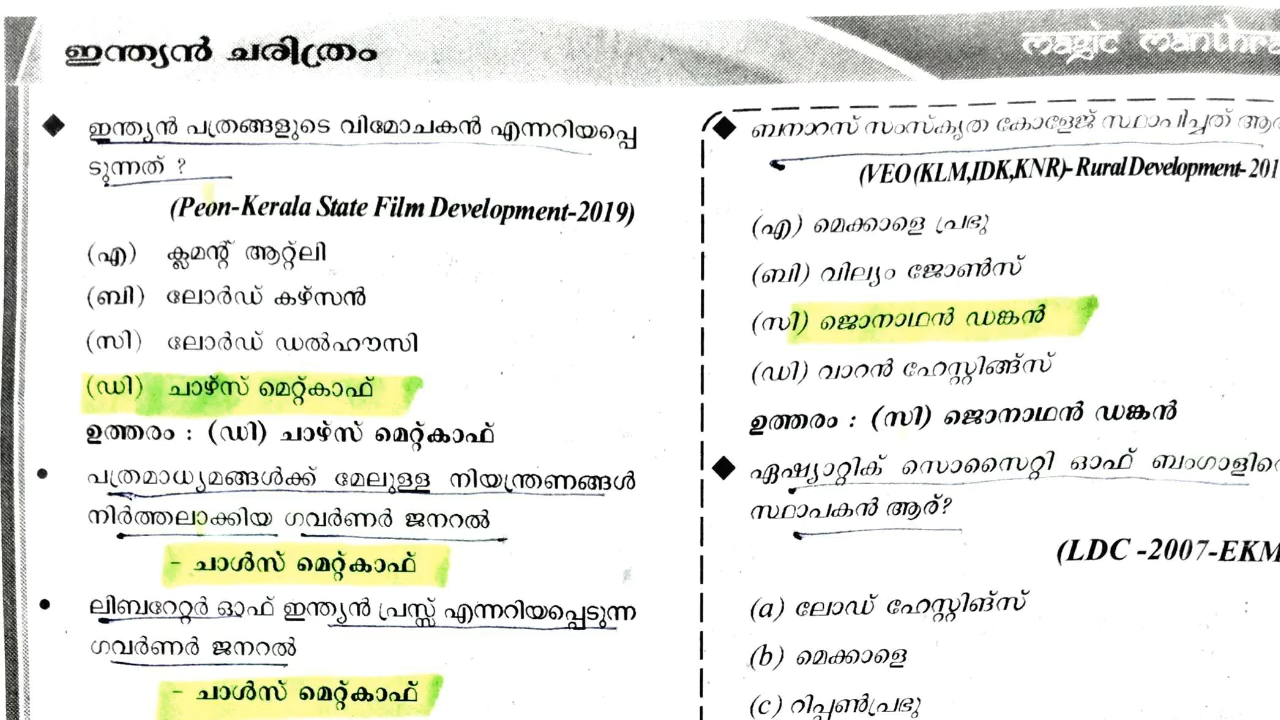 ഇന്ത്യൻ ചരിത്രം
magic manthra
ഇന്ത്യൻ പത്രങ്ങളുടെ വിമോചകൻ എന്നറിയപ്പെ
ടുന്നത് ?
(Peon-Kerala State Film Development-2019)
(എ) ക്ലമന്റ് ആറ്റ്ലി
(ബി) ലോർഡ് കഴ്സൻ
(സി) ലോർഡ് ഡൽഹൗസി
(ഡി) ചാഴ്സ് മെറ്റ്കാഫ്
ഉത്തരം : (ഡി) ചാഴ്സ് മെറ്റ്കാഫ്
• പത്രമാധ്യമങ്ങൾക്ക് മേലുള്ള നിയന്ത്രണങ്ങൾ
നിർത്തലാക്കിയ ഗവർണർ ജനറൽ
- ചാൾസ് മെറ്റ്കാഫ്
• ലിബറേറ്റർ ഓഫ് ഇന്ത്യൻ പ്രസ്സ് എന്നറിയപ്പെടുന്ന
ഗവർണർ ജനറൽ
- ചാൾസ് മെറ്റ്കാഫ്
ബനാറസ് സംസ്കൃത കോളേജ് സ്ഥാപിച്ചത്
(VEO(KLM,IDK,KNR)-Rural Development-201
(എ) മെക്കാളെ പ്രഭു
(ബി) വില്യം ജോൺസ്
(സി) ജൊനാഥൻ ഡങ്കൻ
(ഡി) വാറൻ ഹേസ്റ്റിങ്ങ്സ്
ഉത്തരം : (സി) ജൊനാഥൻ ഡങ്കൻ
ഏഷ്യാറ്റിക് സൊസൈറ്റി ഓഫ് ബംഗാളിന്റെ
സ്ഥാപകൻ ആര്?
(LDC -2007-EKM
(a) ലോഡ് ഹേസ്റ്റിങ്സ്
(b) മെക്കാളെ
(c) റിപ്പൺപ്രഭു